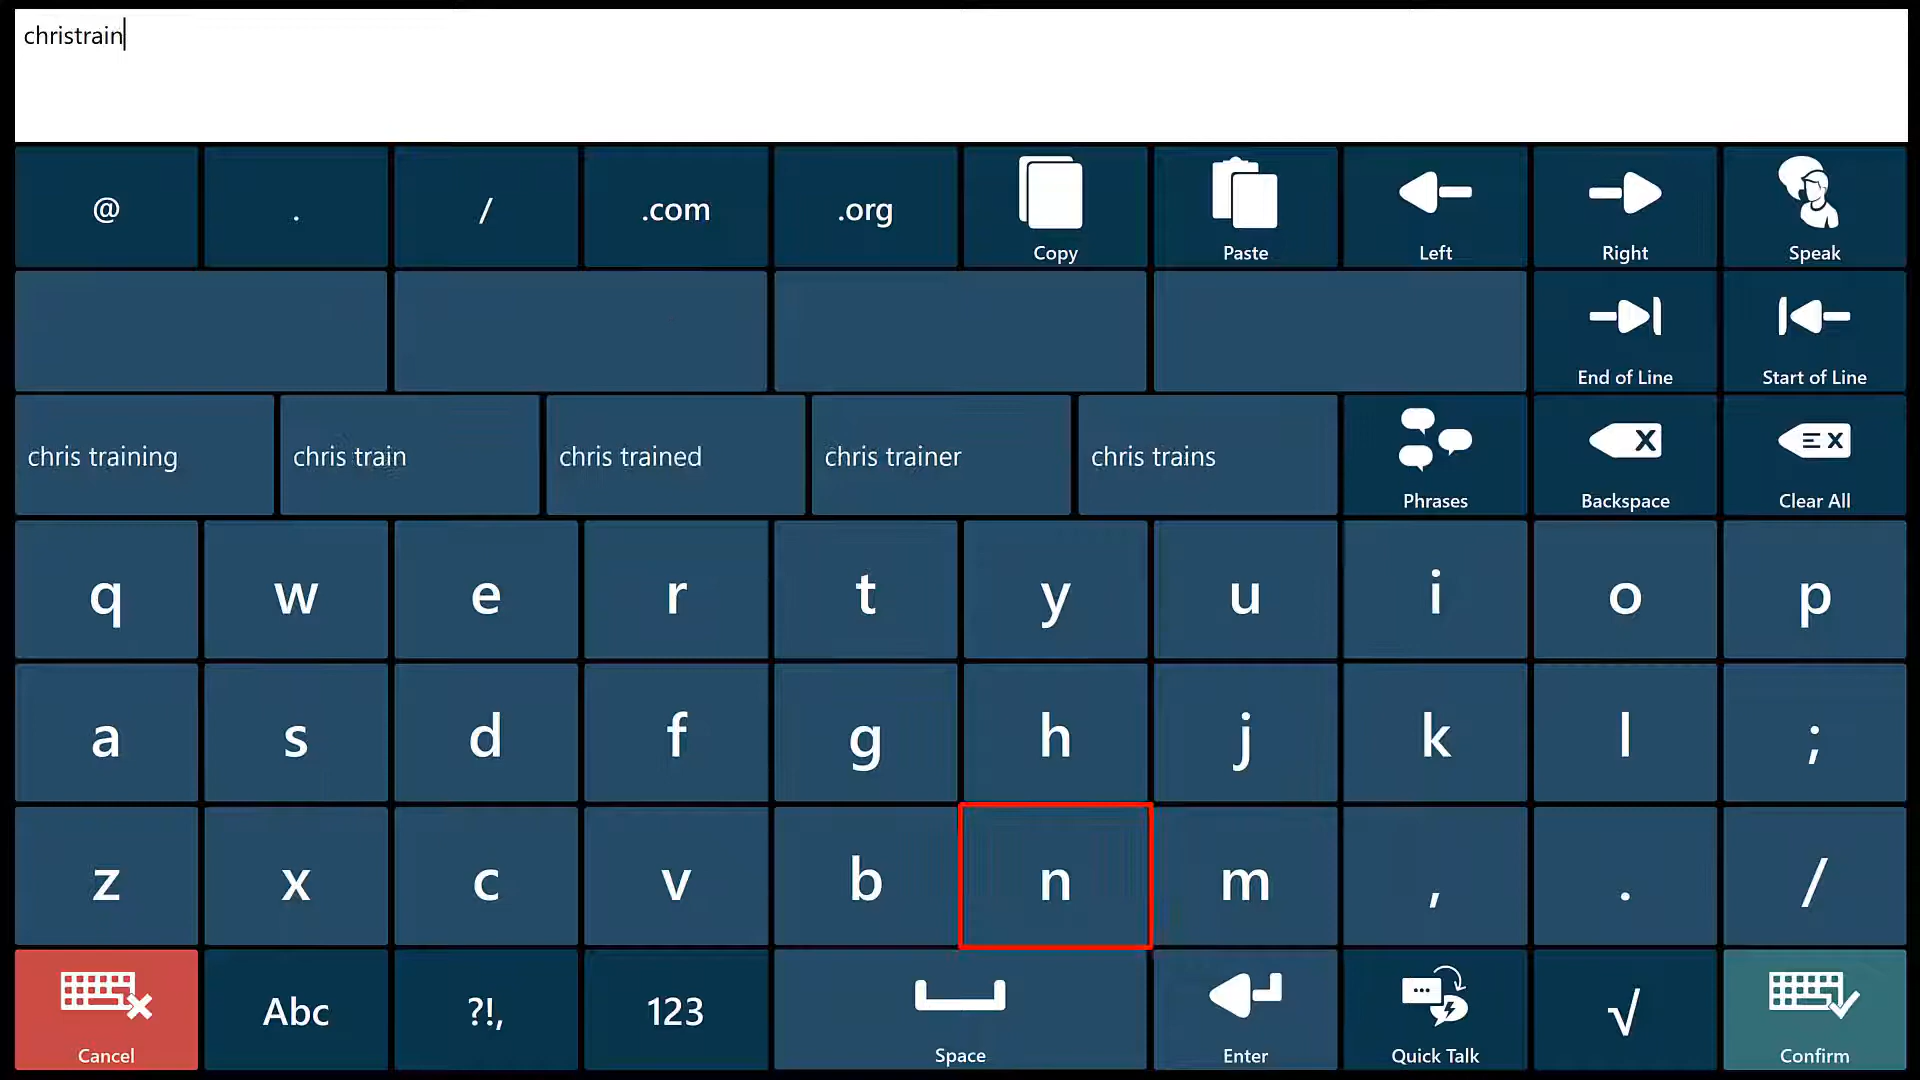 christrain
@ . / .com .org Copy Paste Left Right Speak
End of Line Start of Line
chris training chris train chris trained chris trainer chris trains Phrases Backspace Clear All
q w e r t y u i o p
a s d f g h j k l ;
z x c v b n m , . /
Cancel Abc ?!, 123 Space Enter Quick Talk √ Confirm